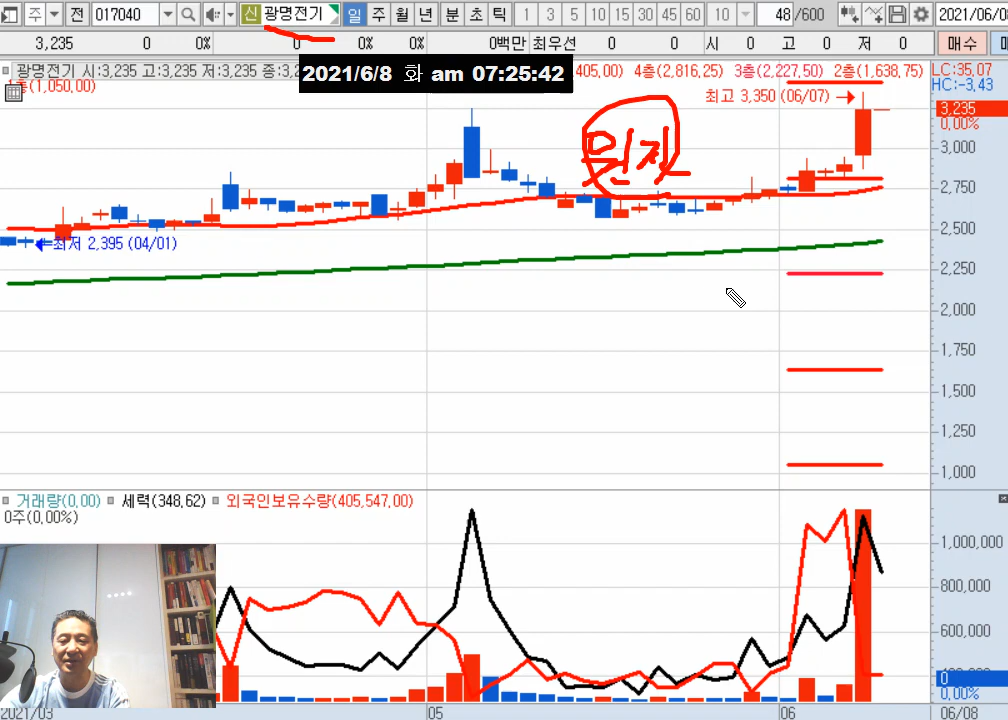 주 전 017040 신 광명전기 일 주 월 년 분 초 틱 1 3 5 10 15 30 45 60 10 48 /600 2021/06/0
3,235 0 0% 0 0% 0% 0백만 최우선 0 0 시 0 고 0 저 0 매수
광명전기 시:3,235 고:3,235 저:3,235 종:3,2
2021/6/8 화 am 07:25:42
405,00) 4층(2,816,25) 3층(2,227,50) 2층(1,638,75)
LC:35,07
층(1,050,00)
HC:-3,43
최고 3,350 (06/07)
3,235
0,00%
원전
3,000
2,750
2,500
최저 2,395 (04/01)
2,250
2,000
1,750
1,500
1,250
1,000
거래량(0,00) 세력(348,62) 외국인보유수량(405,547,00)
0주(0,00%)
1,000,000
800,000
600,000
0
0,00%
2021/03 05 06 06/08